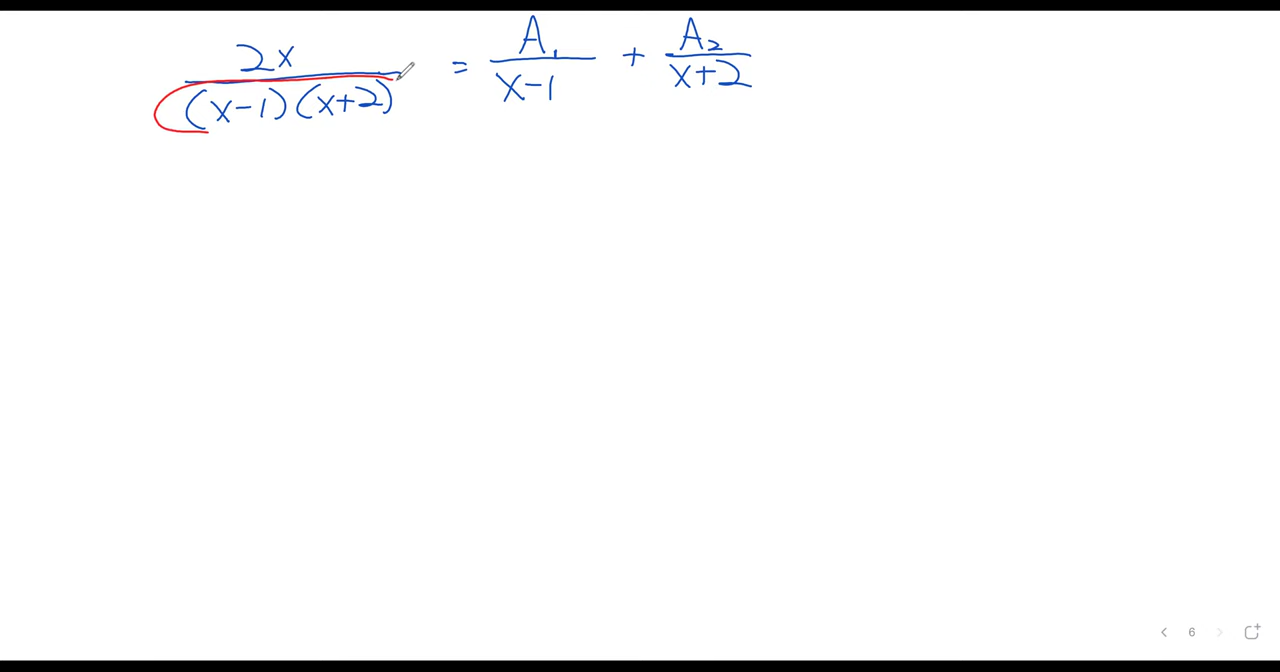 2x / (x-1)(x+2) = A₁ / x-1 + A₂ / x+2
< 6 >